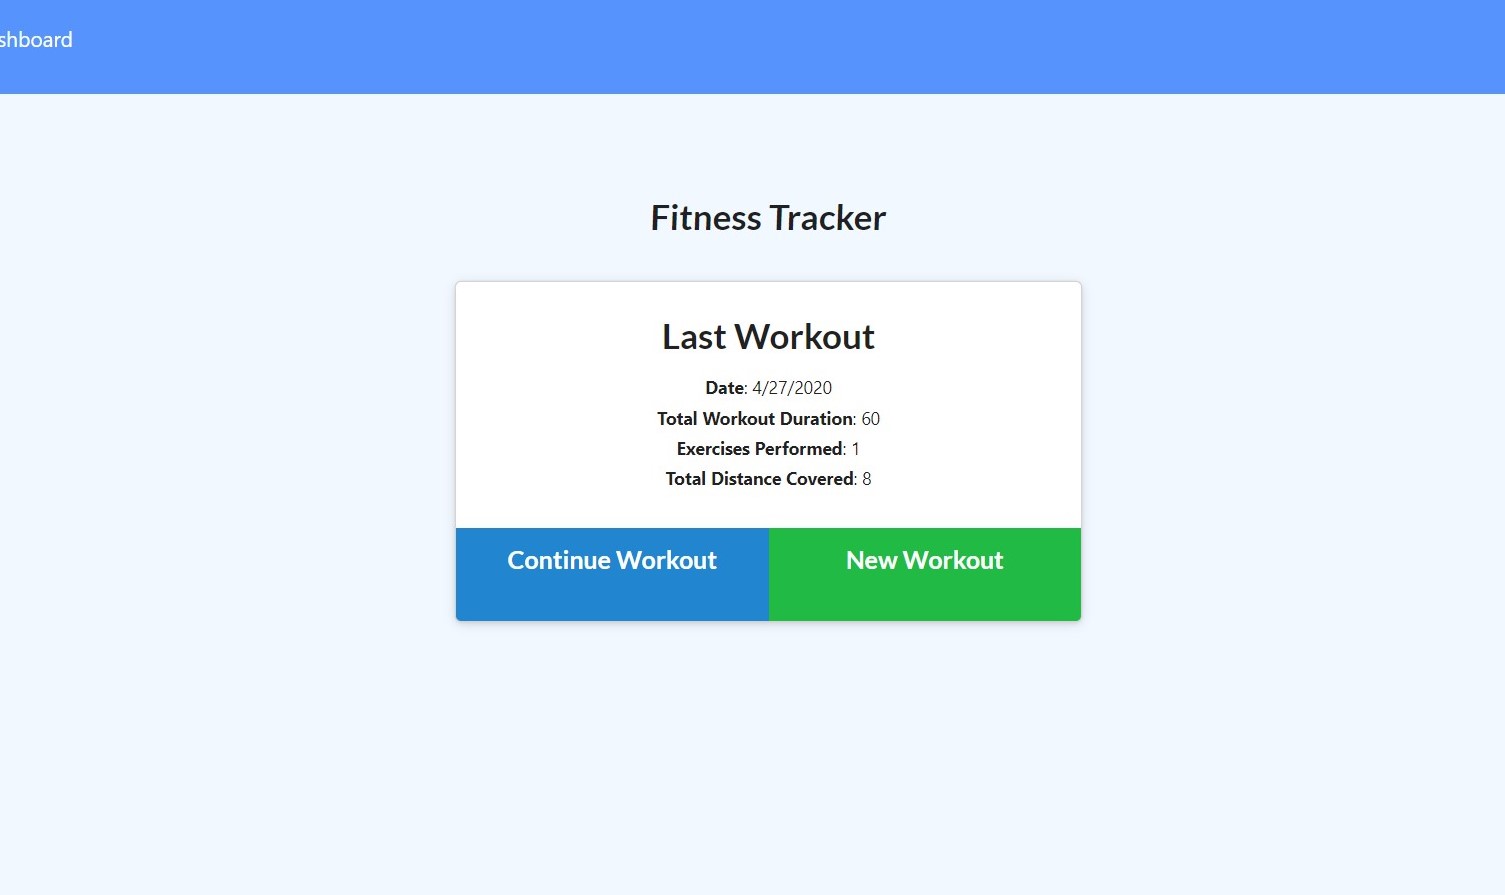 shboard
Fitness Tracker
Last Workout
Date: 4/27/2020
Total Workout Duration: 60
Exercises Performed: 1
Total Distance Covered: 8
Continue Workout
New Workout